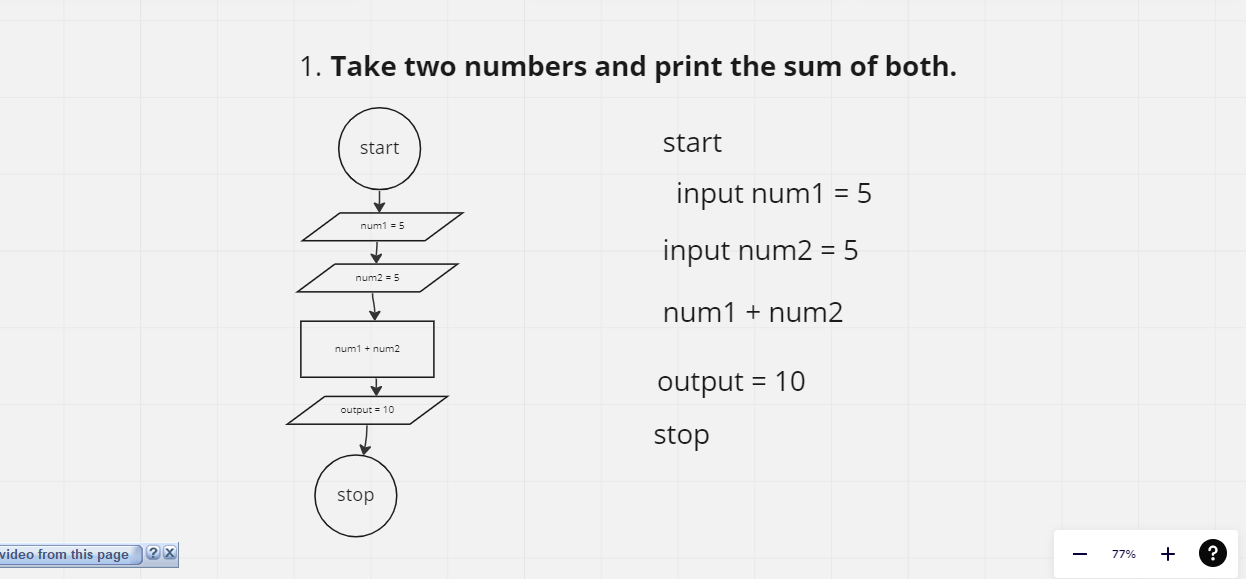 1. Take two numbers and print the sum of both.
start
num1 = 5
num2 = 5
num1 + num2
output = 10
stop
start
input num1 = 5
input num2 = 5
num1 + num2
output = 10
stop
video from this page ? X
77%
?